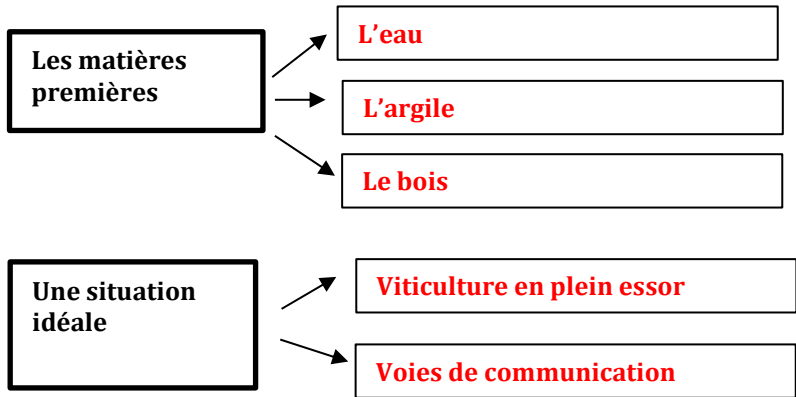 Les matières
premières
L’eau
L’argile
Le bois
Une situation
idéale
Viticulture en plein essor
Voies de communication